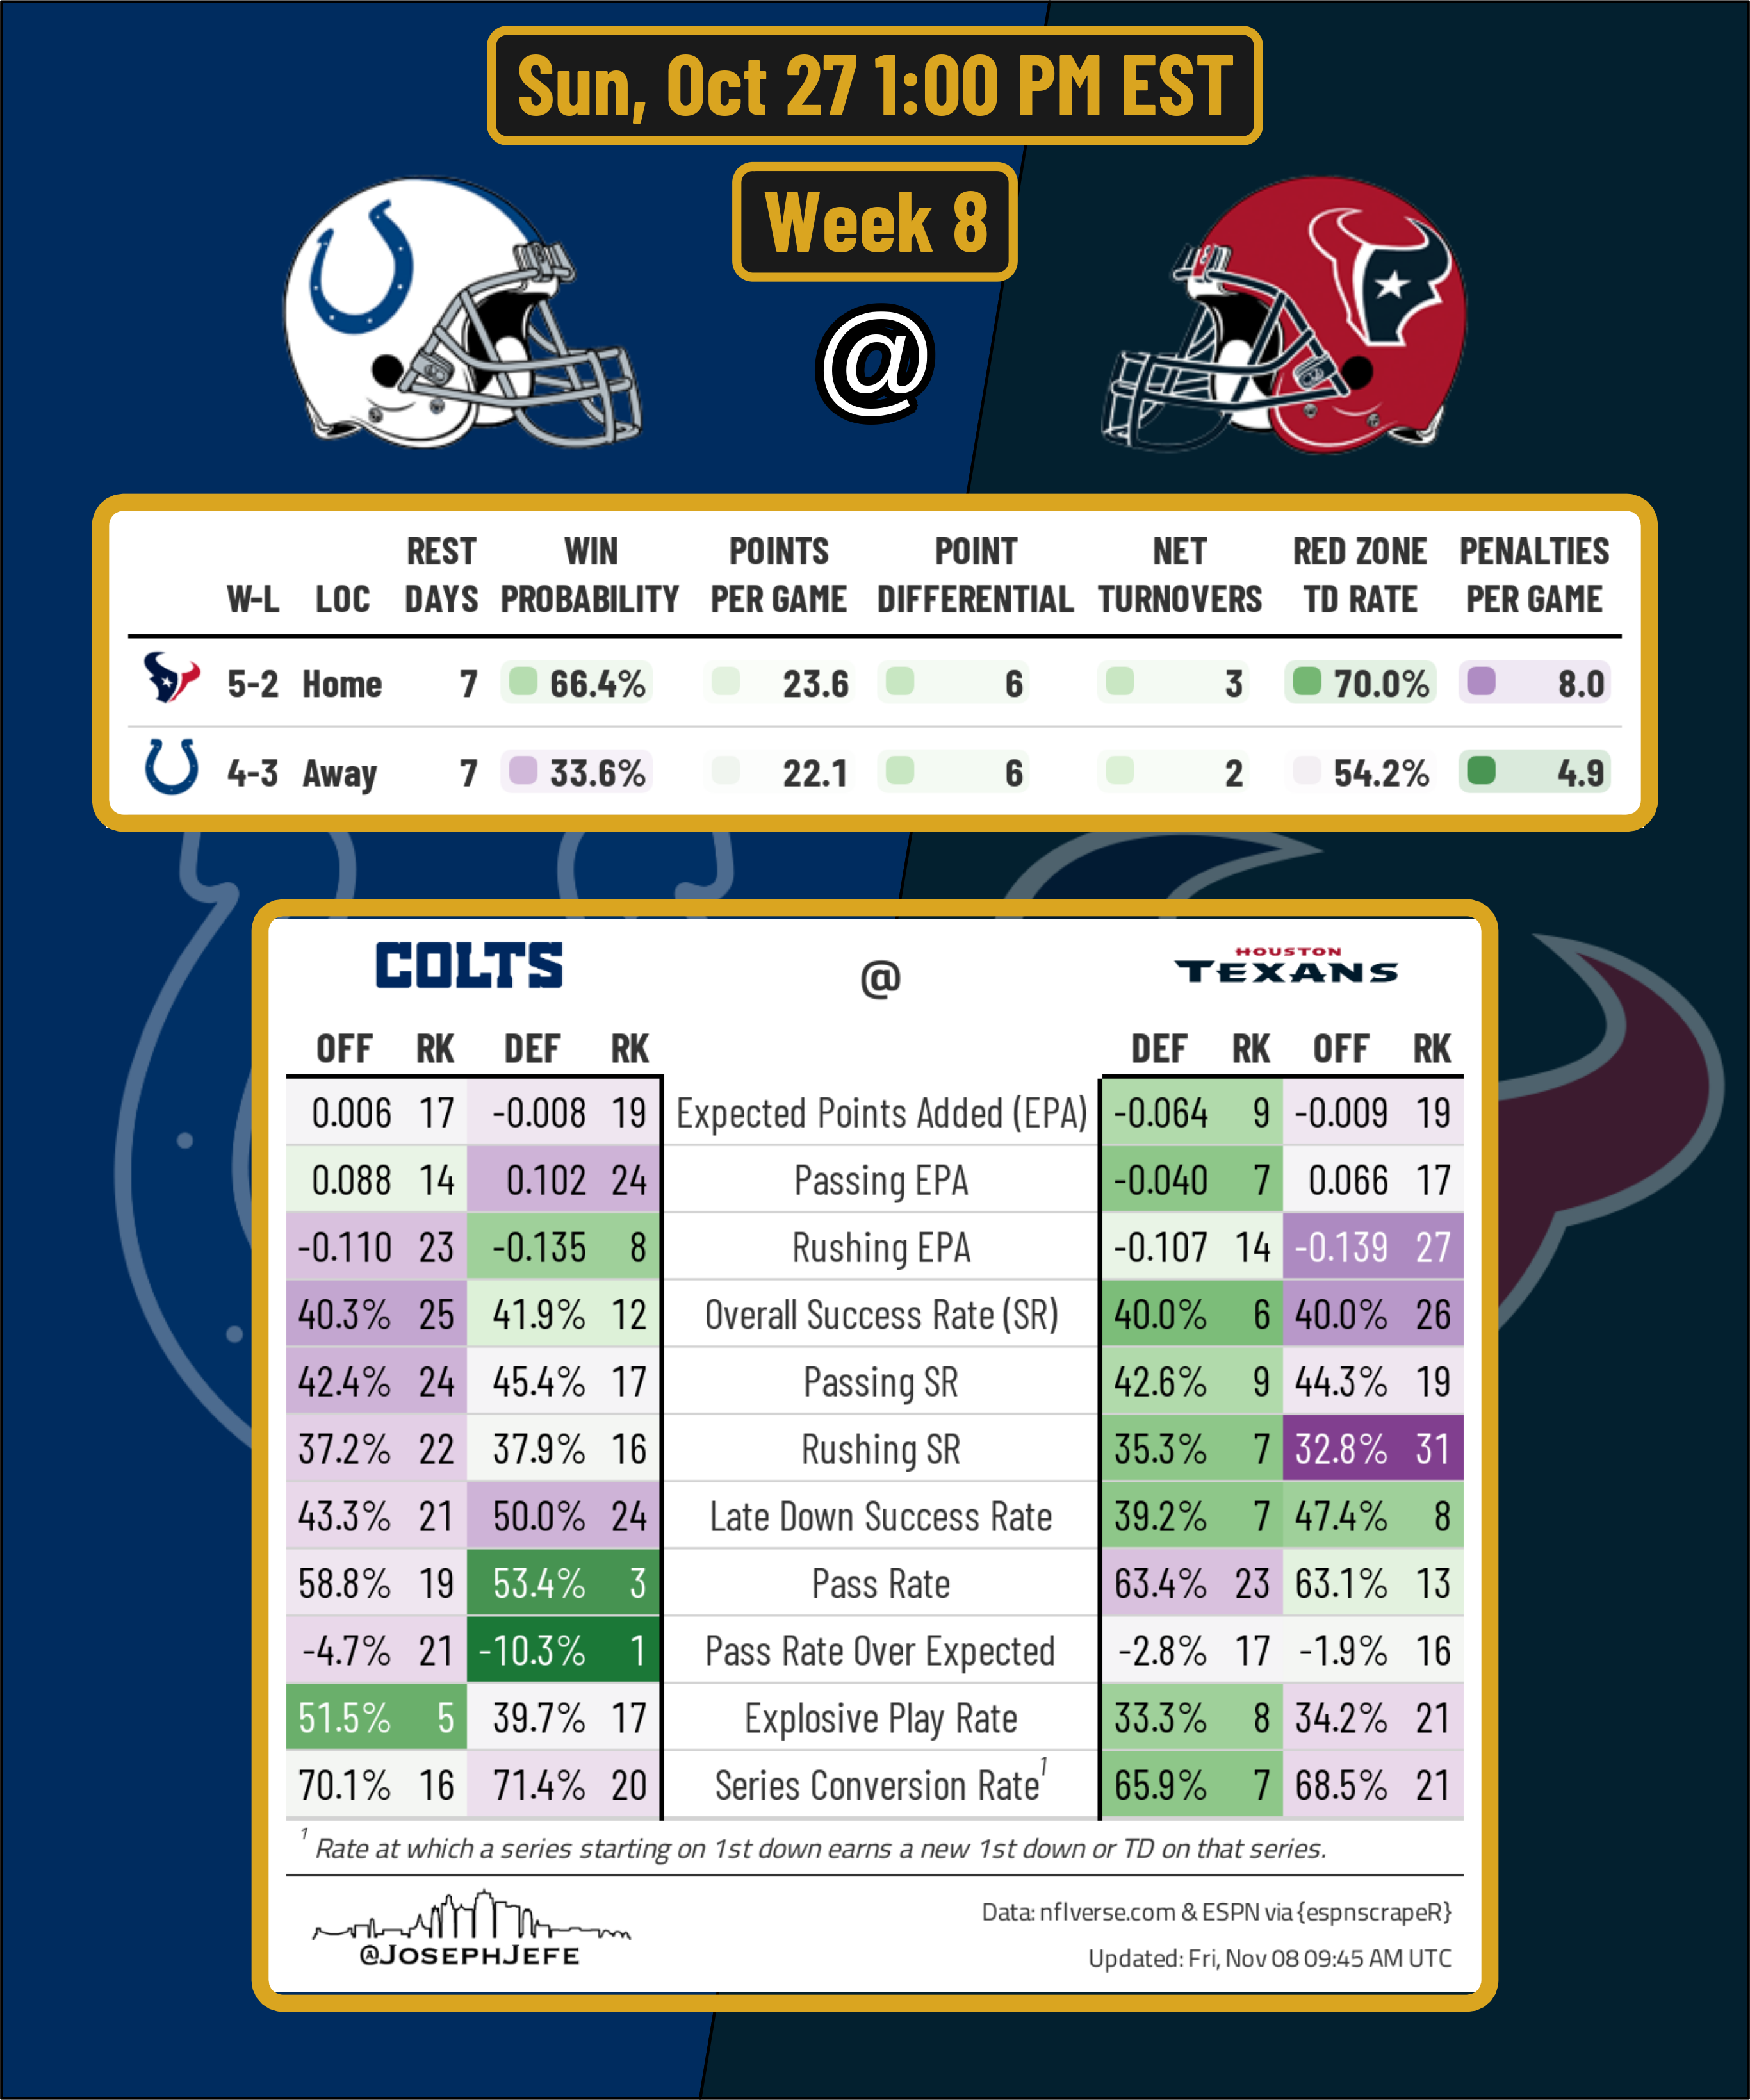 Sun, Oct 27 1:00 PM EST
Week 8
@
REST WIN POINTS POINT NET RED ZONE PENALTIES
W-L LOC DAYS PROBABILITY PER GAME DIFFERENTIAL TURNOVERS TD RATE PER GAME
5-2 Home 7 66.4% 23.6 6 3 70.0% 8.0
4-3 Away 7 33.6% 22.1 6 2 54.2% 4.9
COLTS @ HOUSTON TEXANS
OFF RK DEF RK DEF RK OFF RK
0.006 17 -0.008 19 Expected Points Added (EPA) -0.064 9 -0.009 19
0.088 14 0.102 24 Passing EPA -0.040 7 0.066 17
-0.110 23 -0.135 8 Rushing EPA -0.107 14 -0.139 27
40.3% 25 41.9% 12 Overall Success Rate (SR) 40.0% 6 40.0% 26
42.4% 24 45.4% 17 Passing SR 42.6% 9 44.3% 19
37.2% 22 37.9% 16 Rushing SR 35.3% 7 32.8% 31
43.3% 21 50.0% 24 Late Down Success Rate 39.2% 7 47.4% 8
58.8% 19 53.4% 3 Pass Rate 63.4% 23 63.1% 13
-4.7% 21 -10.3% 1 Pass Rate Over Expected -2.8% 17 -1.9% 16
51.5% 5 39.7% 17 Explosive Play Rate 33.3% 8 34.2% 21
70.1% 16 71.4% 20 Series Conversion Rate1 65.9% 7 68.5% 21
1 Rate at which a series starting on 1st down earns a new 1st down or TD on that series.
@JOSEPHJEFE
Data: nflverse.com & ESPN via {espnscrapeR}
Updated: Fri, Nov 08 09:45 AM UTC